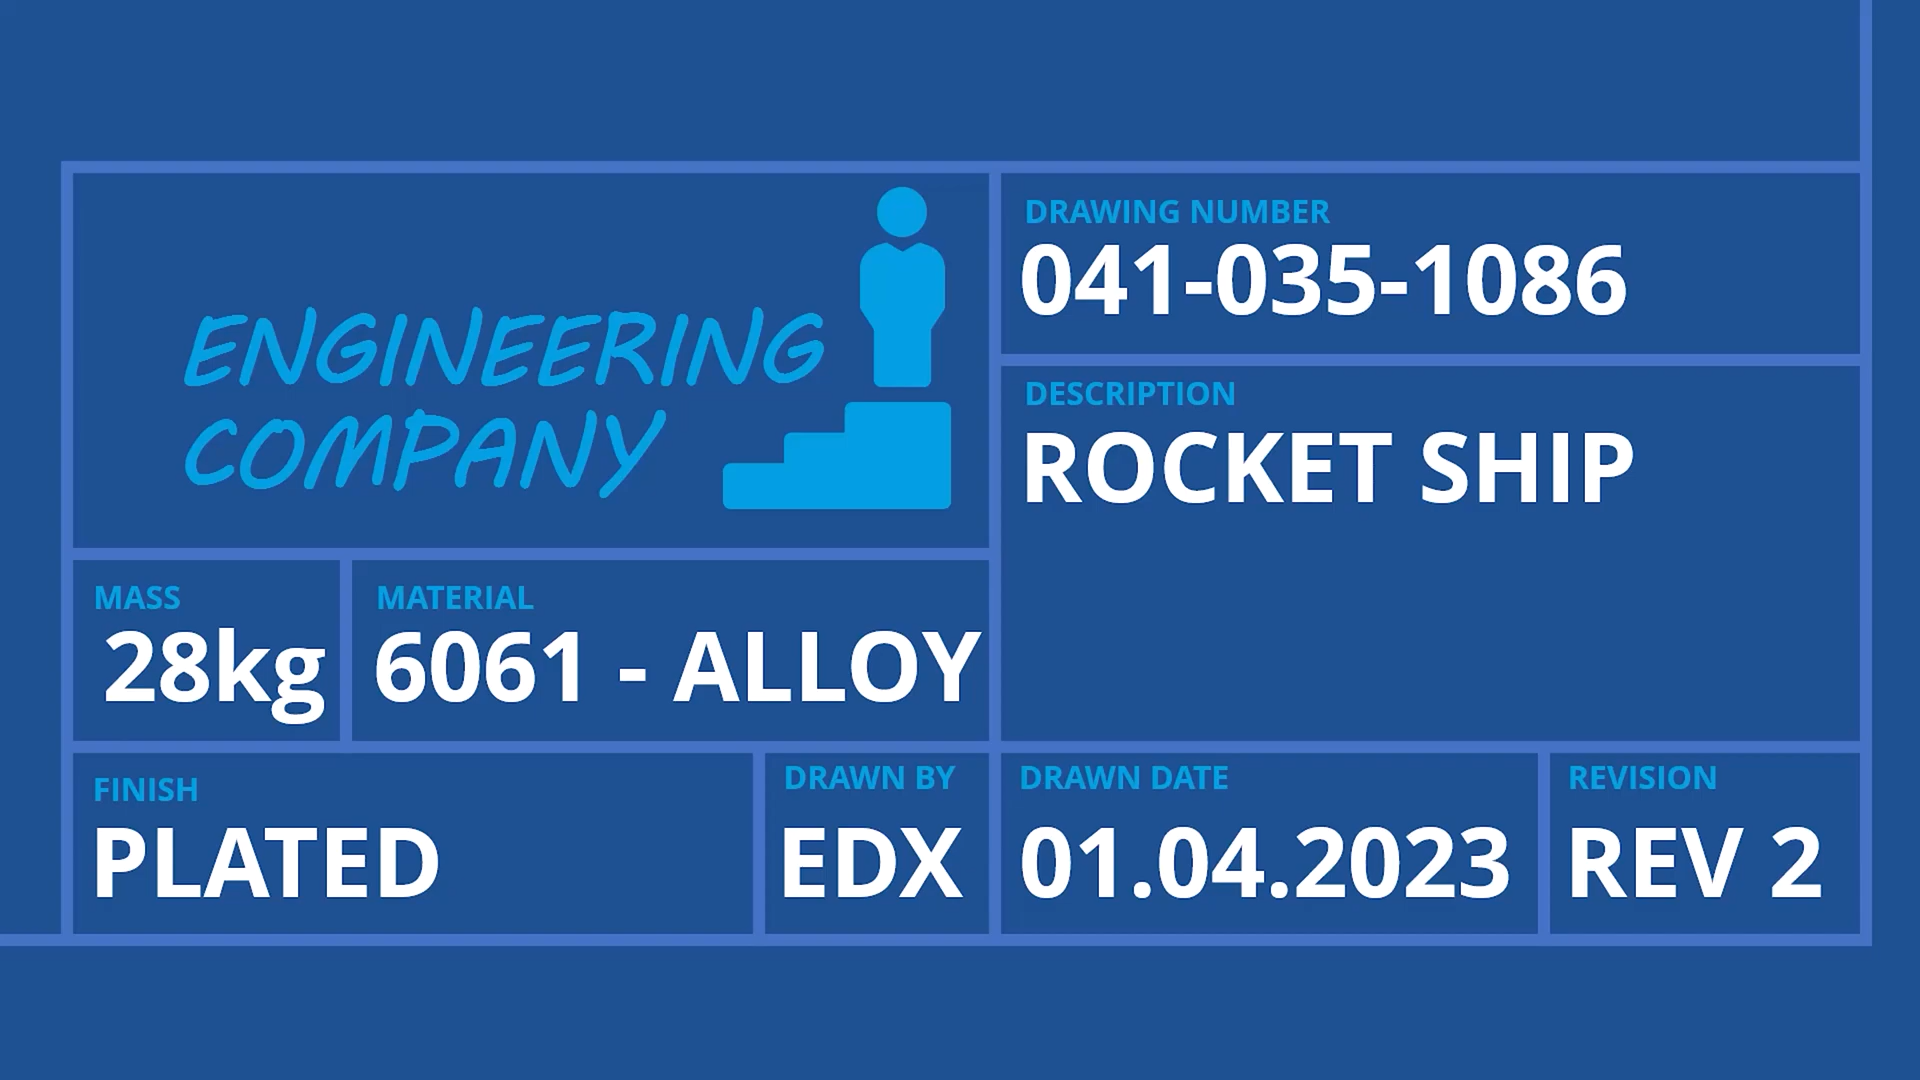 ENGINEERING
COMPANY
DRAWING NUMBER
041-035-1086
DESCRIPTION
ROCKET SHIP
MASS
28kg
MATERIAL
6061 - ALLOY
FINISH
PLATED
DRAWN BY
EDX
DRAWN DATE
01.04.2023
REVISION
REV 2